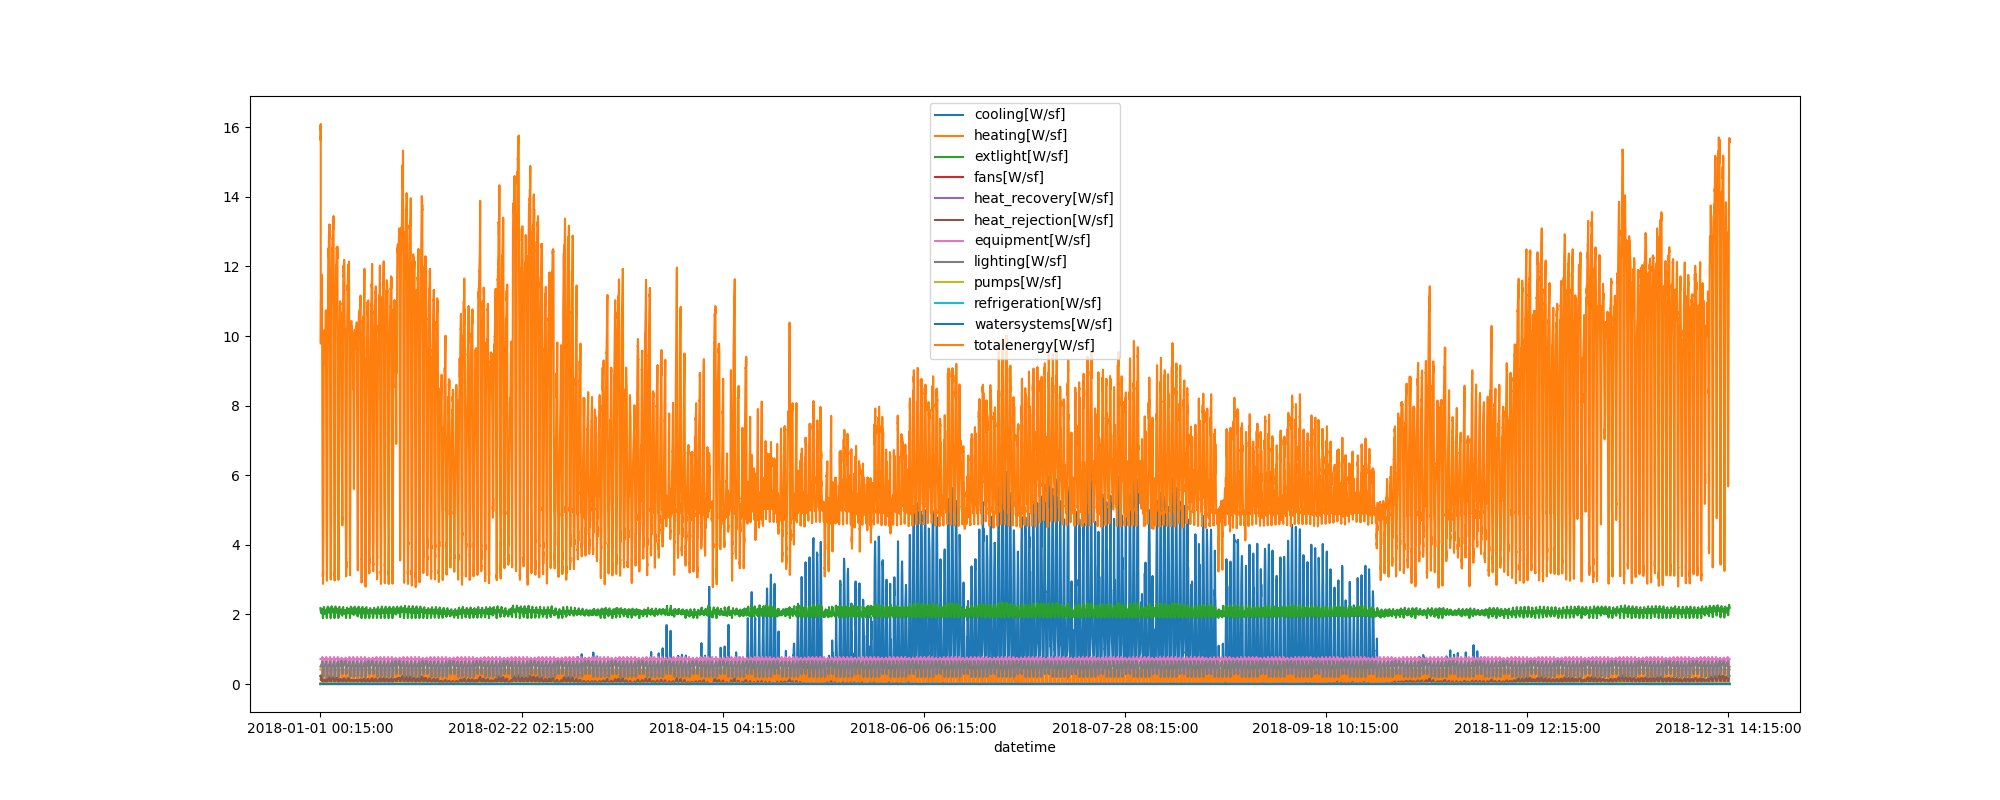 16
14
12
10
8
6
4
2
0
cooling[W/sf]
heating[W/sf]
extlight[W/sf]
fans[W/sf]
heat_recovery[W/sf]
heat_rejection[W/sf]
equipment[W/sf]
lighting[W/sf]
pumps[W/sf]
refrigeration[W/sf]
watersystems[W/sf]
totalenergy[W/sf]
2018-01-01 00:15:00 2018-02-22 02:15:00 2018-04-15 04:15:00 2018-06-06 06:15:00 2018-07-28 08:15:00 2018-09-18 10:15:00 2018-11-09 12:15:00 2018-12-31 14:15:00
datetime